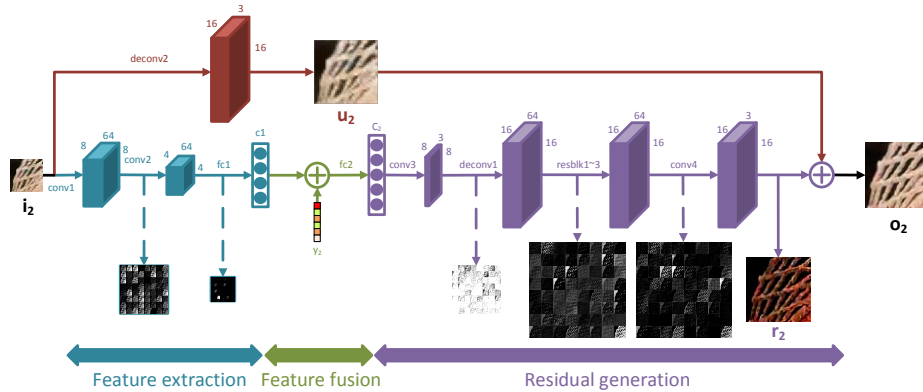 16
3
16
deconv2
u₂
i₂
conv1
8
64
8
conv2
4
64
4
fc1
c1
fc2
y₂
C₂
conv3
8
3
8
deconv1
16
64
16
resblk1~3
16
64
16
conv4
16
3
16
o₂
r₂
Feature extraction
Feature fusion
Residual generation